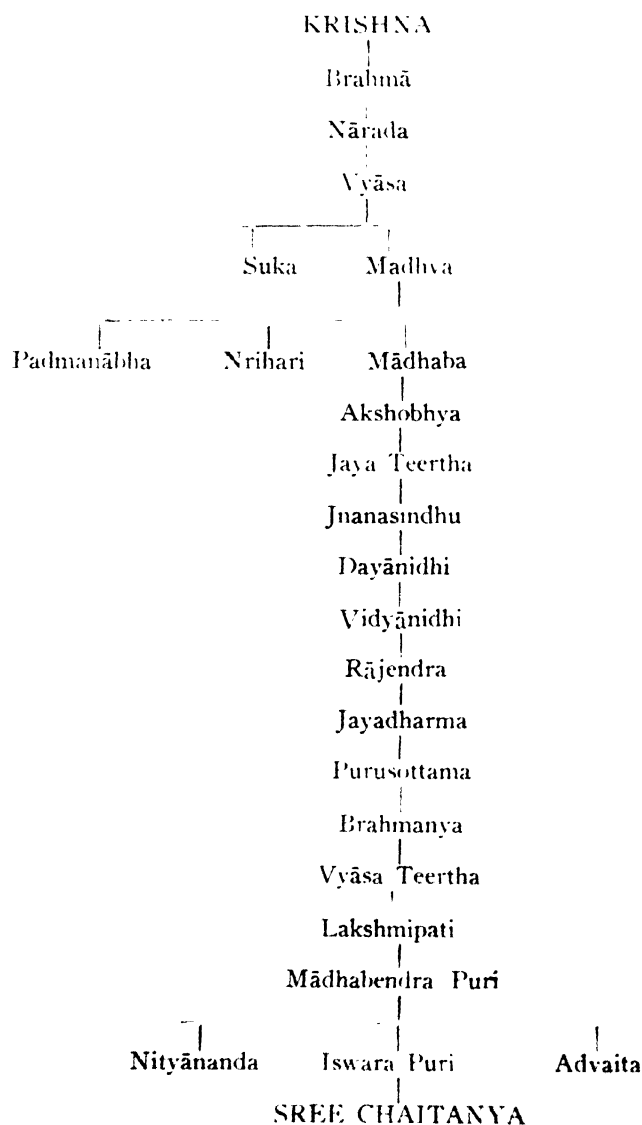 KRISHNA
Brahmā
Nārada
Vyāsa
Suka Madhva
Padmanābha Nrihari Mādhaba
Akshobhya
Jaya Teertha
Jnanasindhu
Dayānidhi
Vidyānidhi
Rājendra
Jayadharma
Purusottama
Brahmanya
Vyāsa Teertha
Lakshmipati
Mādhabendra Puri
Nityānanda Iswara Puri Advaita
SREE CHAITANYA